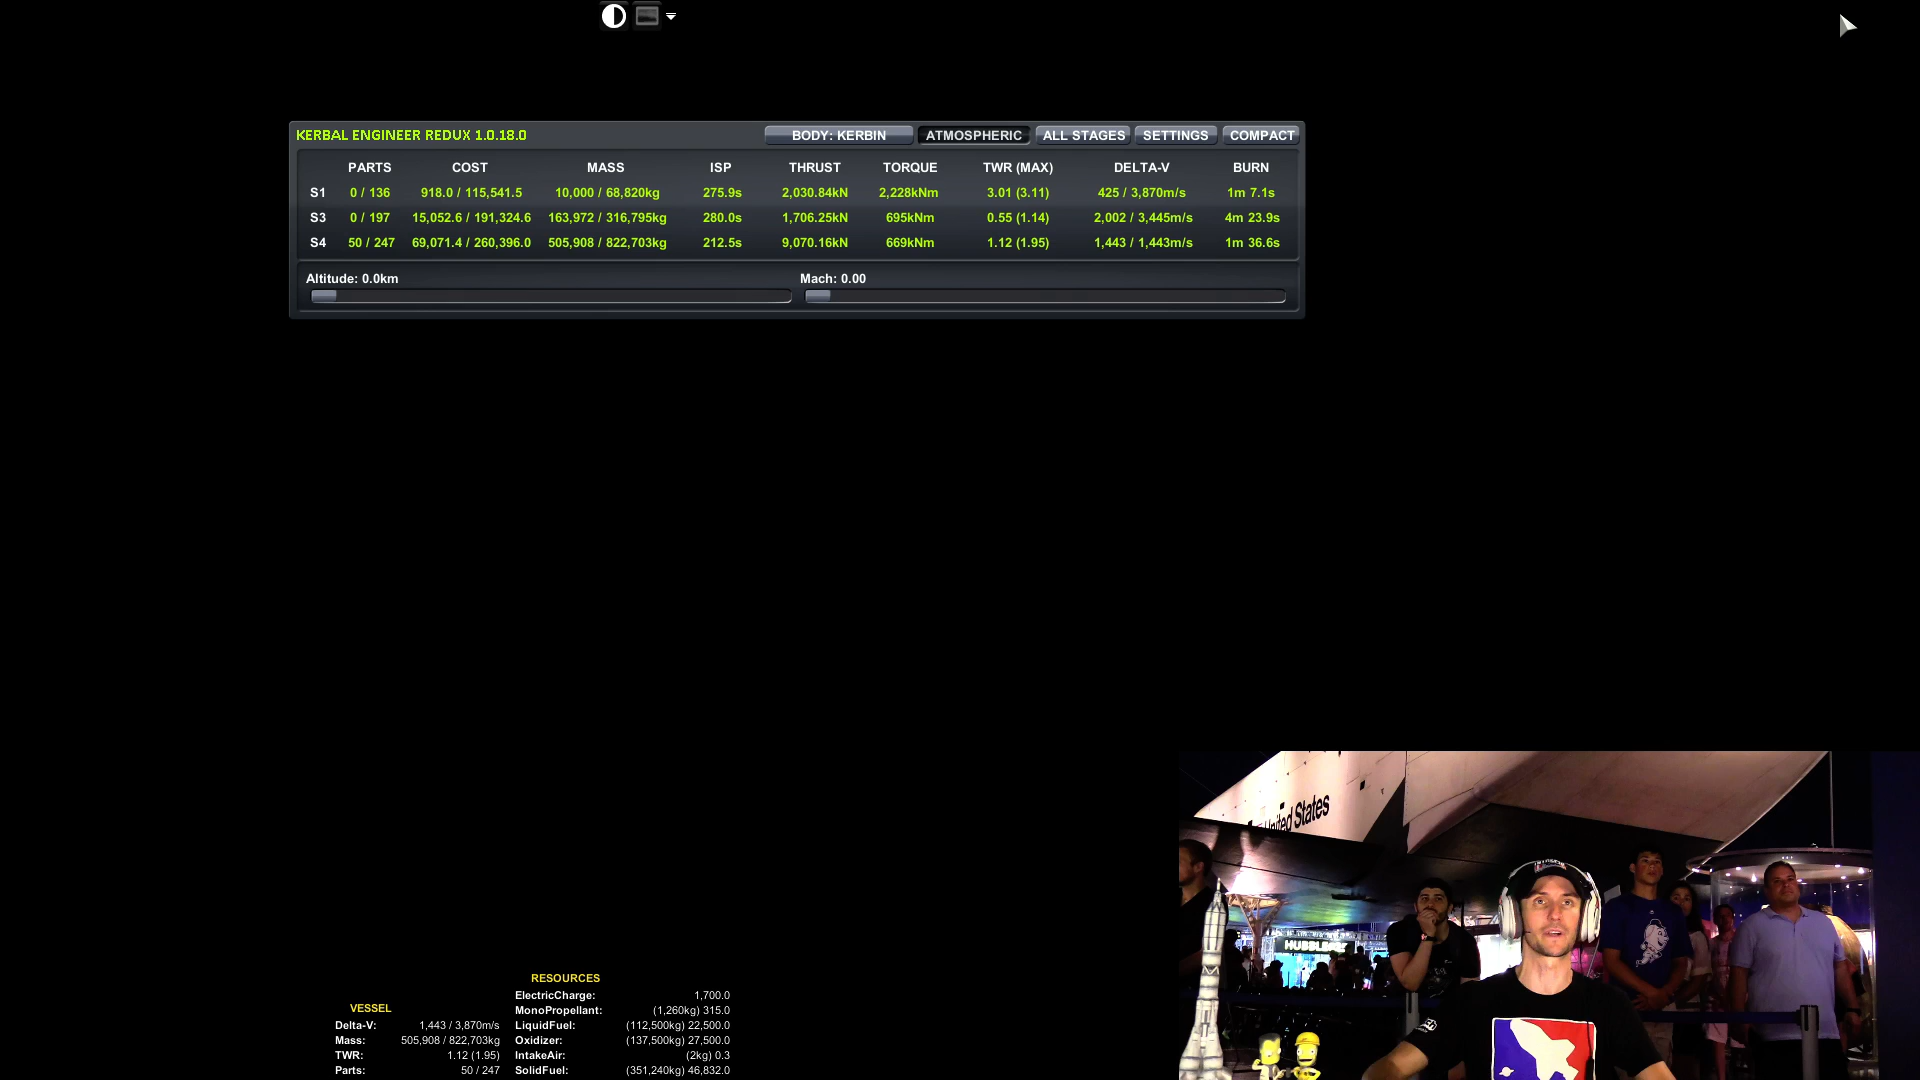 KERBAL ENGINEER REDUX 1.0.18.0 BODY: KERBIN ATMOSPHERIC ALL STAGES SETTINGS COMPACT
PARTS COST MASS ISP THRUST TORQUE TWR (MAX) DELTA-V BURN
S1 0 / 136 918.0 / 115,541.5 10,000 / 68,820kg 275.9s 2,030.84kN 2,228kNm 3.01 (3.11) 425 / 3,870m/s 1m 7.1s
S3 0 / 197 15,052.6 / 191,324.6 163,972 / 316,795kg 280.0s 1,706.25kN 695kNm 0.55 (1.14) 2,002 / 3,445m/s 4m 23.9s
S4 50 / 247 69,071.4 / 260,396.0 505,908 / 822,703kg 212.5s 9,070.16kN 669kNm 1.12 (1.95) 1,443 / 1,443m/s 1m 36.6s
Altitude: 0.0km Mach: 0.00
United States
HUBBLE
VESSEL
Delta-V: 1,443 / 3,870m/s
Mass: 505,908 / 822,703kg
TWR: 1.12 (1.95)
Parts: 50 / 247
RESOURCES
ElectricCharge: 1,700.0
MonoPropellant: (1,260kg) 315.0
LiquidFuel: (112,500kg) 22,500.0
Oxidizer: (137,500kg) 27,500.0
IntakeAir: (2kg) 0.3
SolidFuel: (351,240kg) 46,832.0